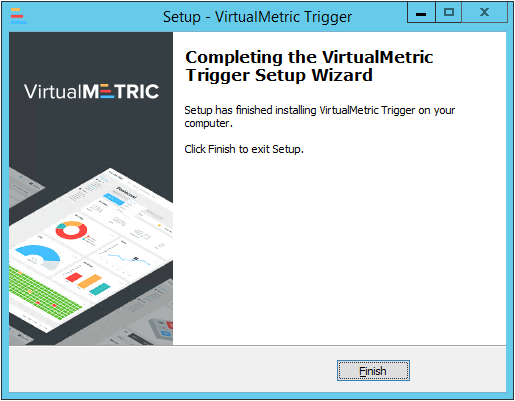 Setup - VirtualMetric Trigger
Completing the VirtualMetric
Trigger Setup Wizard
VirtualMETRIC
Setup has finished installing VirtualMetric Trigger on your
computer.
Click Finish to exit Setup.
Dashboard
Finish